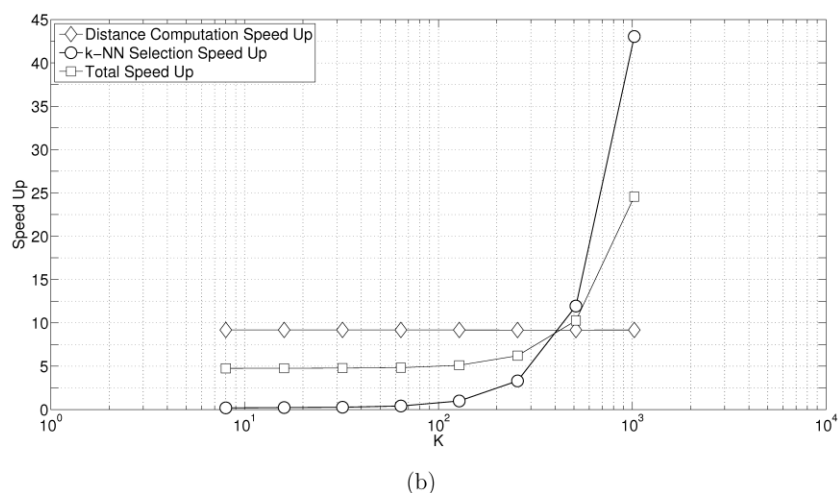 45
40
35
30
25
20
15
10
5
0
Speed Up
Distance Computation Speed Up
k-NN Selection Speed Up
Total Speed Up
10^0
10^1
10^2
10^3
10^4
K
(b)